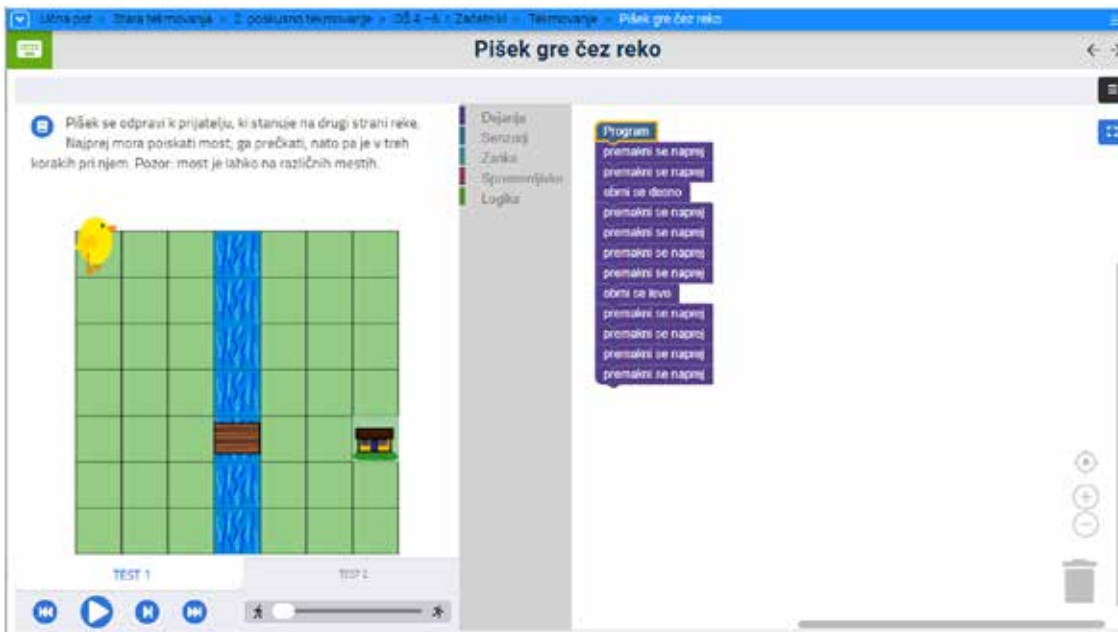 Učna pot > Stara tekmovanja > 2. poskusno tekmovanje > OŠ 4.–6. r. Začetniki > Tekmovanje > Pišek gre čez reko
Pišek gre čez reko
Pišek se odpravi k prijatelju, ki stanuje na drugi strani reke.
Najprej mora poiskati most, ga prečkati, nato pa je v treh
korakih pri njem. Pozor: most je lahko na različnih mestih.
Dejanja
Senzorji
Zanke
Spremenljivke
Logika
Program
premakni se naprej
premakni se naprej
obrni se desno
premakni se naprej
premakni se naprej
premakni se naprej
premakni se naprej
obrni se levo
premakni se naprej
premakni se naprej
premakni se naprej
premakni se naprej
TEST 1
TEST 2